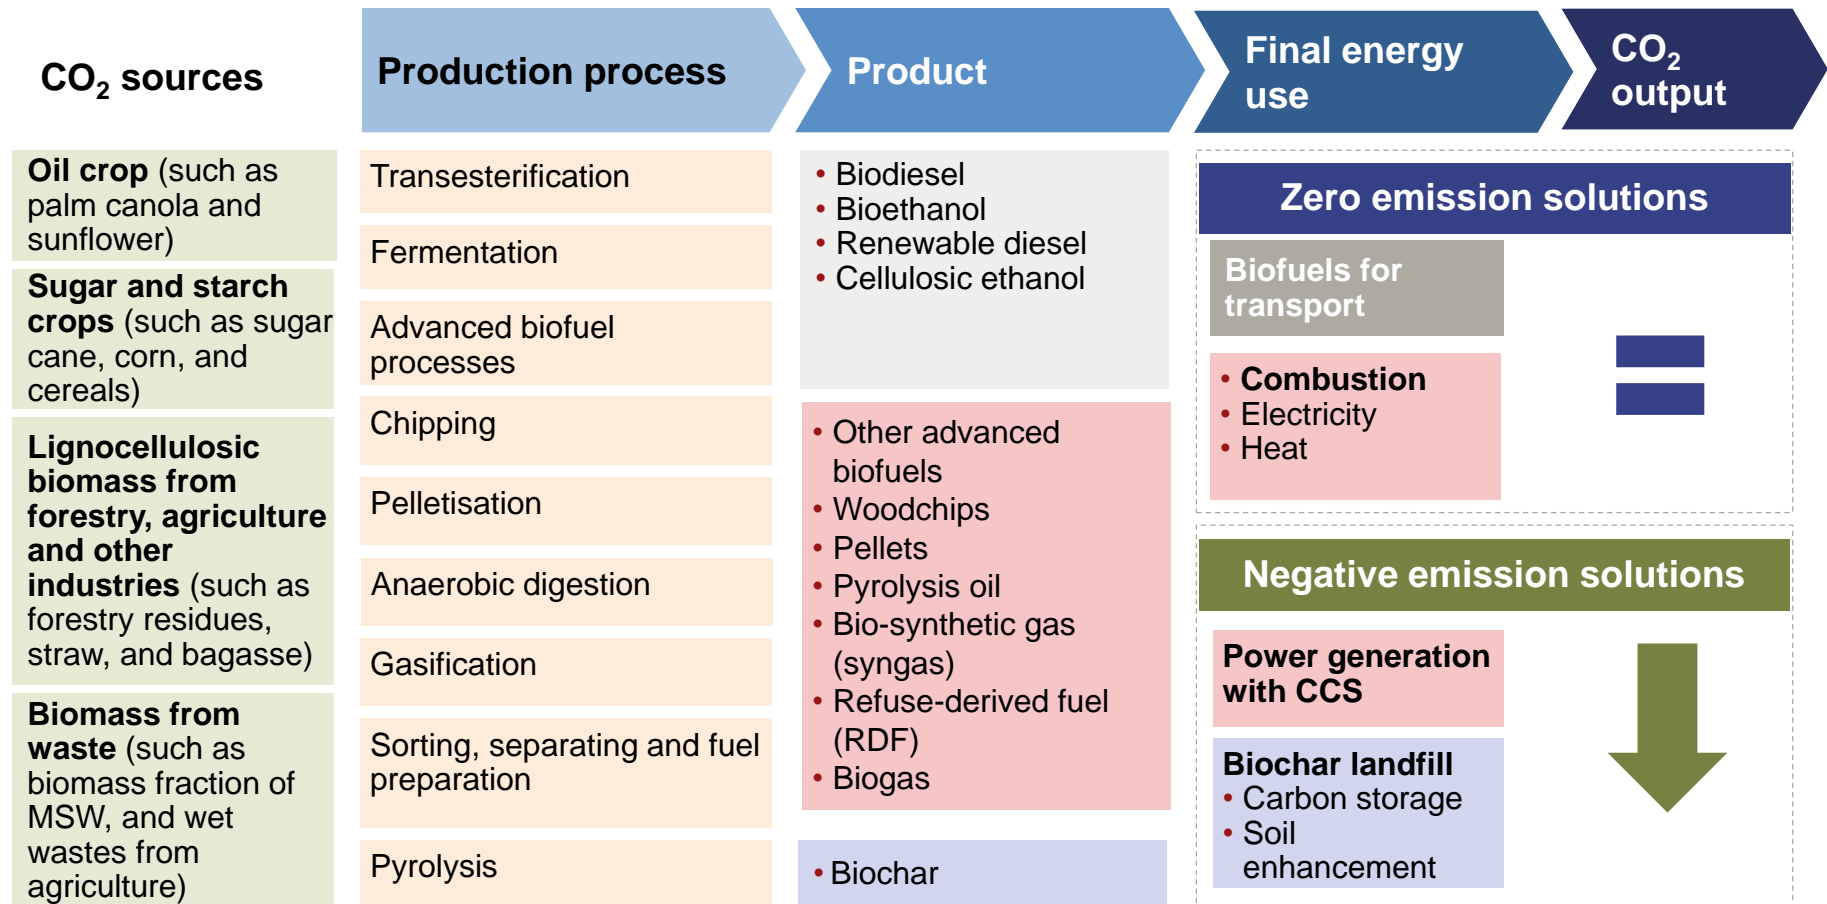 CO₂ sources
Production process
Product
Final energy
use
CO₂
output
Oil crop (such as
palm canola and
sunflower)
Sugar and starch
crops (such as sugar
cane, corn, and
cereals)
Lignocellulosic
biomass from
forestry, agriculture
and other
industries (such as
forestry residues,
straw, and bagasse)
Biomass from
waste (such as
biomass fraction of
MSW, and wet
wastes from
agriculture)
Transesterification
Fermentation
Advanced biofuel
processes
Chipping
Pelletisation
Anaerobic digestion
Gasification
Sorting, separating and fuel
preparation
Pyrolysis
• Biodiesel
• Bioethanol
• Renewable diesel
• Cellulosic ethanol
• Other advanced
biofuels
• Woodchips
• Pellets
• Pyrolysis oil
• Bio-synthetic gas
(syngas)
• Refuse-derived fuel
(RDF)
• Biogas
• Biochar
Zero emission solutions
Biofuels for
transport
• Combustion
• Electricity
• Heat
Negative emission solutions
Power generation
with CCS
Biochar landfill
• Carbon storage
• Soil
enhancement